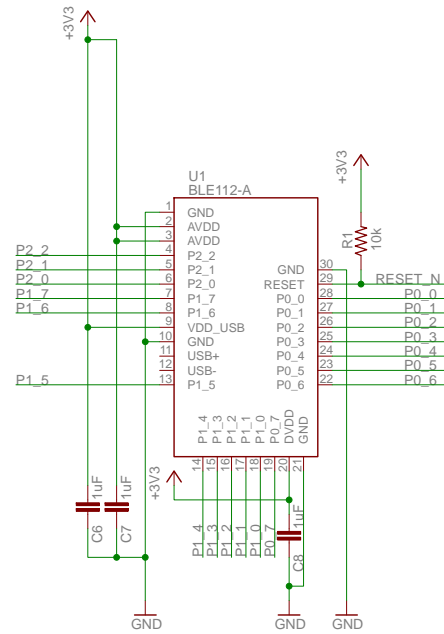 +3V3
U1
BLE112-A
+3V3
R1
10k
1 GND
2 AVDD
3 AVDD
P2_2 4 P2_2
P2_1 5 P2_1
P2_0 6 P2_0
P1_7 7 P1_7
P1_6 8 P1_6
9 VDD_USB
10 GND
11 USB+
12 USB-
P1_5 13 P1_5
GND 30
RESET 29 RESET_N
P0_0 28 P0_0
P0_1 27 P0_1
P0_2 26 P0_2
P0_3 25 P0_3
P0_4 24 P0_4
P0_5 23 P0_5
P0_6 22 P0_6
P1_4 P1_3 P1_2 P1_1 P1_0 P0_7 DVDD GND
14 15 16 17 18 19 20 21
+3V3
C6 1uF
C7 1uF
C8 1uF
P1_4 P1_3 P1_2 P1_1 P1_0 P0_7
GND GND GND